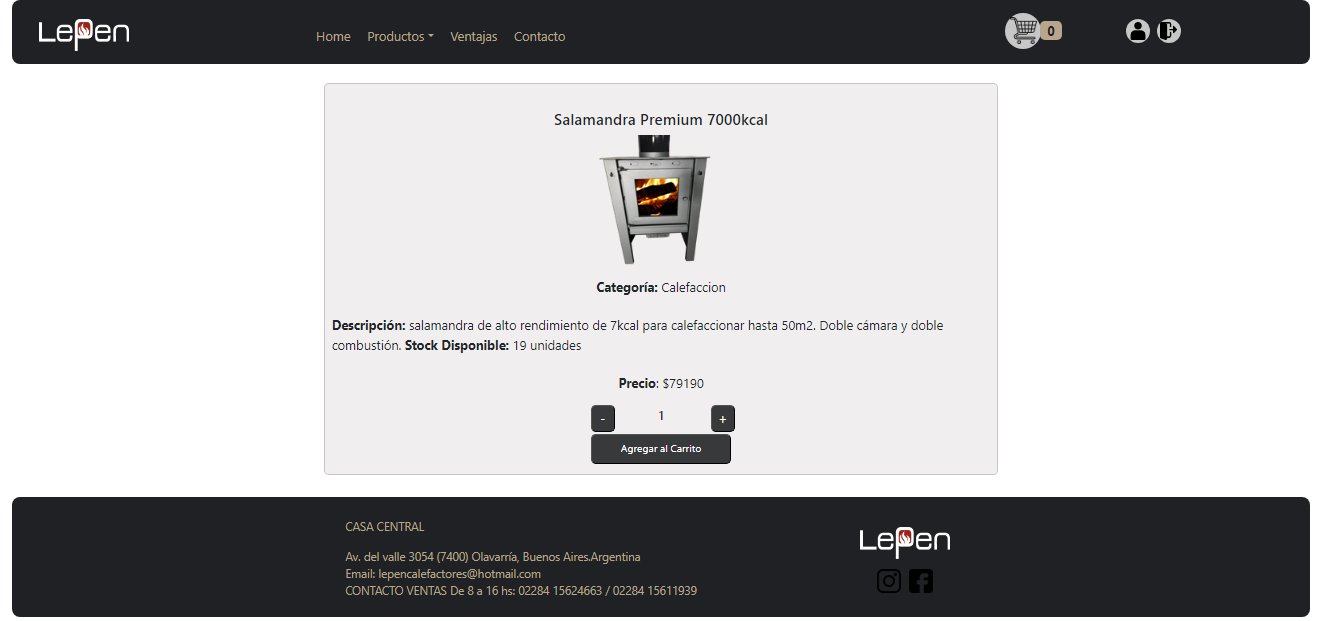 LePen
Home Productos Ventajas Contacto
0
Salamandra Premium 7000kcal
Categoría: Calefaccion
Descripción: salamandra de alto rendimiento de 7kcal para calefaccionar hasta 50m2. Doble cámara y doble
combustión. Stock Disponible: 19 unidades
Precio: $79190
- 1 +
Agregar al Carrito
CASA CENTRAL
Av. del valle 3054 (7400) Olavarría, Buenos Aires.Argentina
Email: lepencalefactores@hotmail.com
CONTACTO VENTAS De 8 a 16 hs: 02284 15624663 / 02284 15611939
LePen